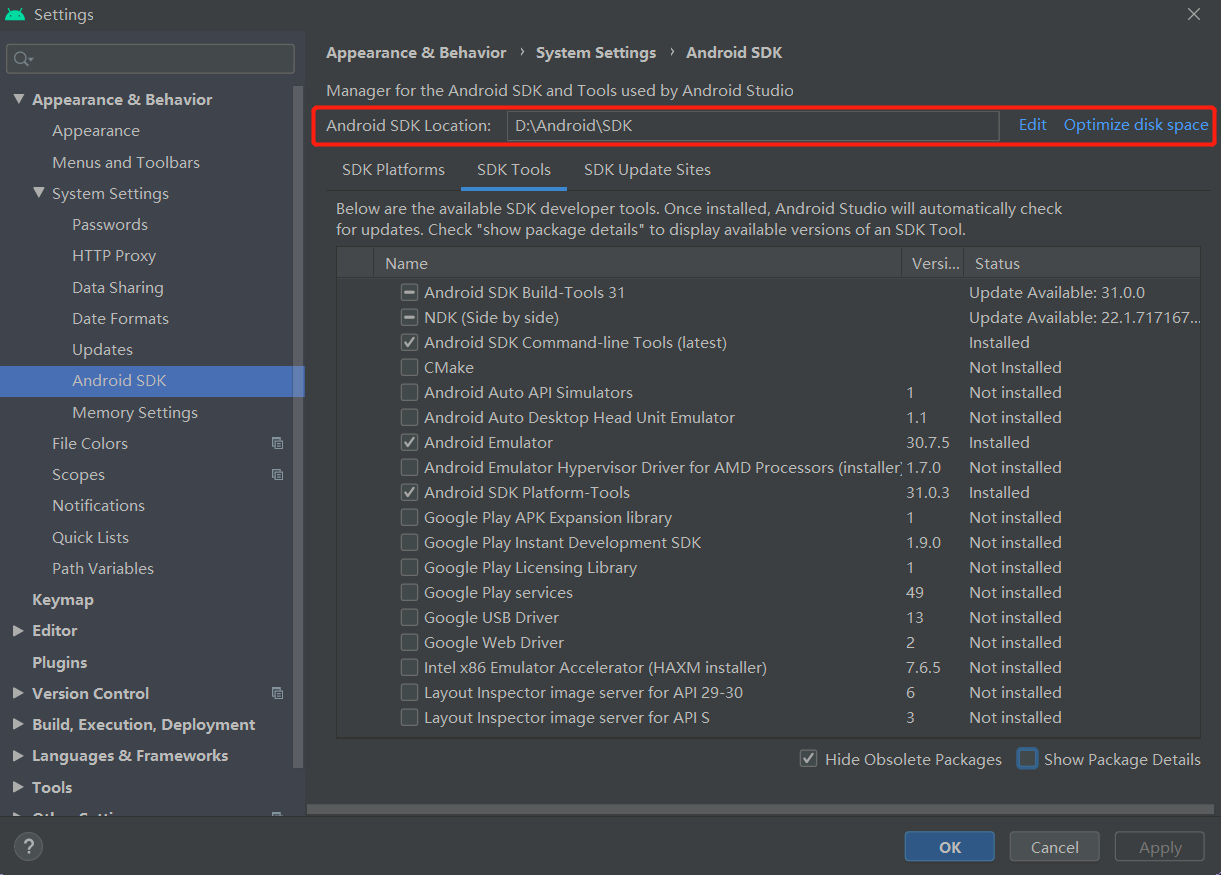 Settings
Appearance & Behavior
Appearance
Menus and Toolbars
System Settings
Passwords
HTTP Proxy
Data Sharing
Date Formats
Updates
Android SDK
Memory Settings
File Colors
Scopes
Notifications
Quick Lists
Path Variables
Keymap
Editor
Plugins
Version Control
Build, Execution, Deployment
Languages & Frameworks
Tools
Appearance & Behavior › System Settings › Android SDK
Manager for the Android SDK and Tools used by Android Studio
Android SDK Location: D:\Android\SDK Edit Optimize disk space
SDK Platforms SDK Tools SDK Update Sites
Below are the available SDK developer tools. Once installed, Android Studio will automatically check
for updates. Check "show package details" to display available versions of an SDK Tool.
Name Versi... Status
Android SDK Build-Tools 31 Update Available: 31.0.0
NDK (Side by side) Update Available: 22.1.717167...
Android SDK Command-line Tools (latest) Installed
CMake Not Installed
Android Auto API Simulators 1 Not installed
Android Auto Desktop Head Unit Emulator 1.1 Not installed
Android Emulator 30.7.5 Installed
Android Emulator Hypervisor Driver for AMD Processors (installer) 1.7.0 Not installed
Android SDK Platform-Tools 31.0.3 Installed
Google Play APK Expansion library 1 Not installed
Google Play Instant Development SDK 1.9.0 Not installed
Google Play Licensing Library 1 Not installed
Google Play services 49 Not installed
Google USB Driver 13 Not installed
Google Web Driver 2 Not installed
Intel x86 Emulator Accelerator (HAXM installer) 7.6.5 Not installed
Layout Inspector image server for API 29-30 6 Not installed
Layout Inspector image server for API S 3 Not installed
Hide Obsolete Packages Show Package Details
? OK Cancel Apply